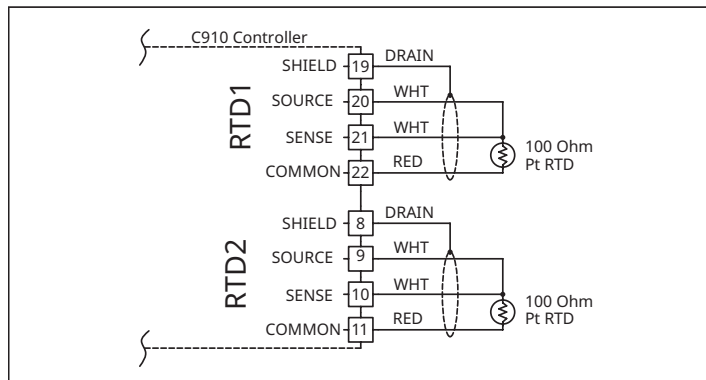 C910 Controller
RTD1
SHIELD 19 DRAIN
SOURCE 20 WHT
SENSE 21 WHT
COMMON 22 RED
100 Ohm
Pt RTD
RTD2
SHIELD 8 DRAIN
SOURCE 9 WHT
SENSE 10 WHT
COMMON 11 RED
100 Ohm
Pt RTD